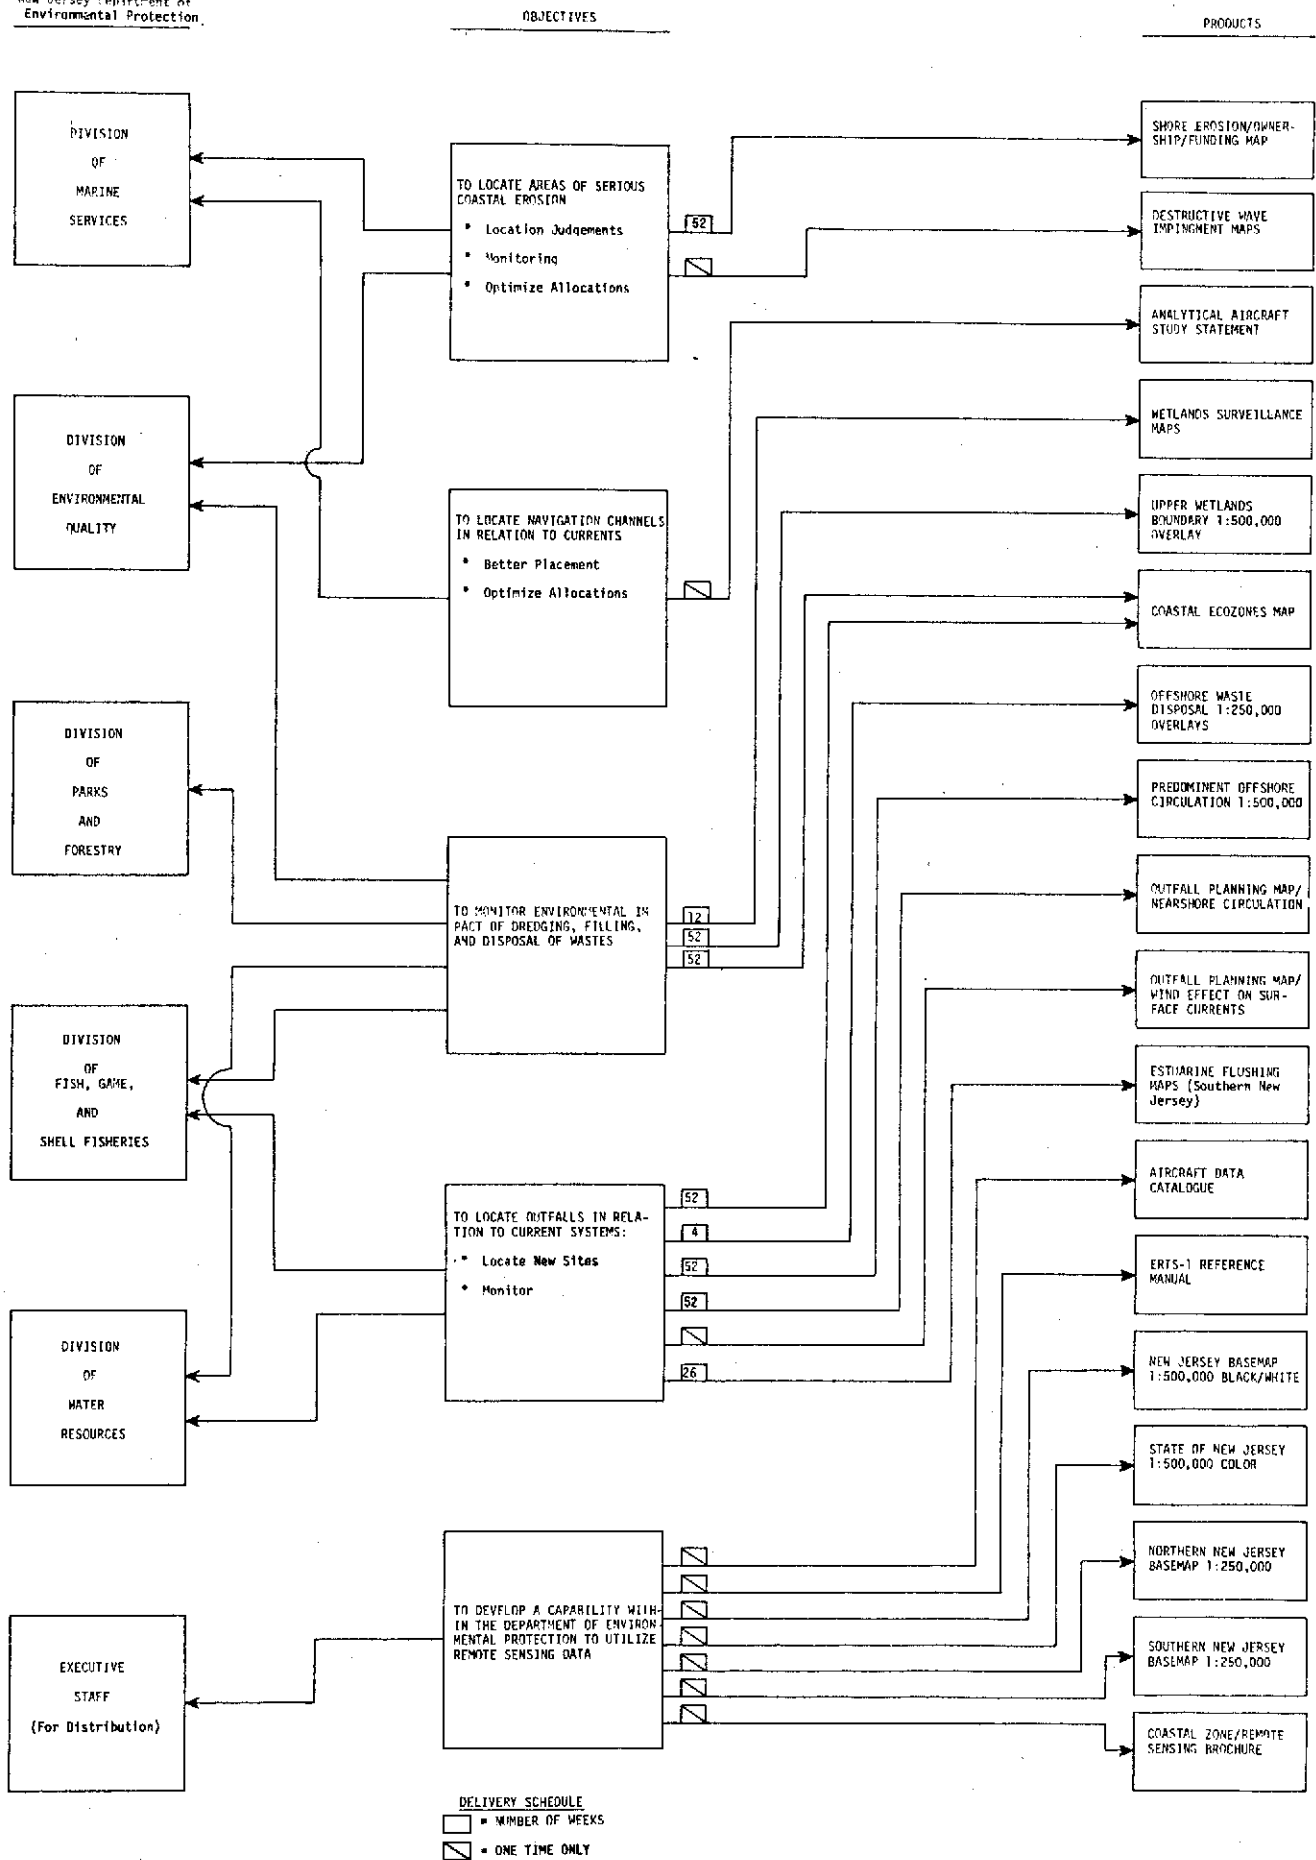 New Jersey Department of
Environmental Protection
OBJECTIVES
PRODUCTS
DIVISION
OF
MARINE
SERVICES
DIVISION
OF
ENVIRONMENTAL
QUALITY
DIVISION
OF
PARKS
AND
FORESTRY
DIVISION
OF
FISH, GAME,
AND
SHELL FISHERIES
DIVISION
OF
WATER
RESOURCES
EXECUTIVE
STAFF
(For Distribution)
TO LOCATE AREAS OF SERIOUS
COASTAL EROSION
• Location Judgements
• Monitoring
• Optimize Allocations
52
TO LOCATE NAVIGATION CHANNELS
IN RELATION TO CURRENTS
• Better Placement
• Optimize Allocations
TO MONITOR ENVIRONMENTAL IM
PACT OF DREDGING, FILLING,
AND DISPOSAL OF WASTES
12
52
52
TO LOCATE OUTFALLS IN RELA-
TION TO CURRENT SYSTEMS:
• Locate New Sites
• Monitor
52
4
52
52
26
TO DEVELOP A CAPABILITY WITH-
IN THE DEPARTMENT OF ENVIRON-
MENTAL PROTECTION TO UTILIZE
REMOTE SENSING DATA
SHORE EROSION/OWNER-
SHIP/FUNDING MAP
DESTRUCTIVE WAVE
IMPINGMENT MAPS
ANALYTICAL AIRCRAFT
STUDY STATEMENT
WETLANDS SURVEILLANCE
MAPS
UPPER WETLANDS
BOUNDARY 1:500,000
OVERLAY
COASTAL ECOZONES MAP
OFFSHORE WASTE
DISPOSAL 1:250,000
OVERLAYS
PREDOMINENT OFFSHORE
CIRCULATION 1:500,000
OUTFALL PLANNING MAP/
NEARSHORE CIRCULATION
OUTFALL PLANNING MAP/
WIND EFFECT ON SUR-
FACE CURRENTS
ESTUARINE FLUSHING
MAPS (Southern New
Jersey)
AIRCRAFT DATA
CATALOGUE
ERTS-1 REFERENCE
MANUAL
NEW JERSEY BASEMAP
1:500,000 BLACK/WHITE
STATE OF NEW JERSEY
1:500,000 COLOR
NORTHERN NEW JERSEY
BASEMAP 1:250,000
SOUTHERN NEW JERSEY
BASEMAP 1:250,000
COASTAL ZONE/REMOTE
SENSING BROCHURE
DELIVERY SCHEDULE
= NUMBER OF WEEKS
= ONE TIME ONLY